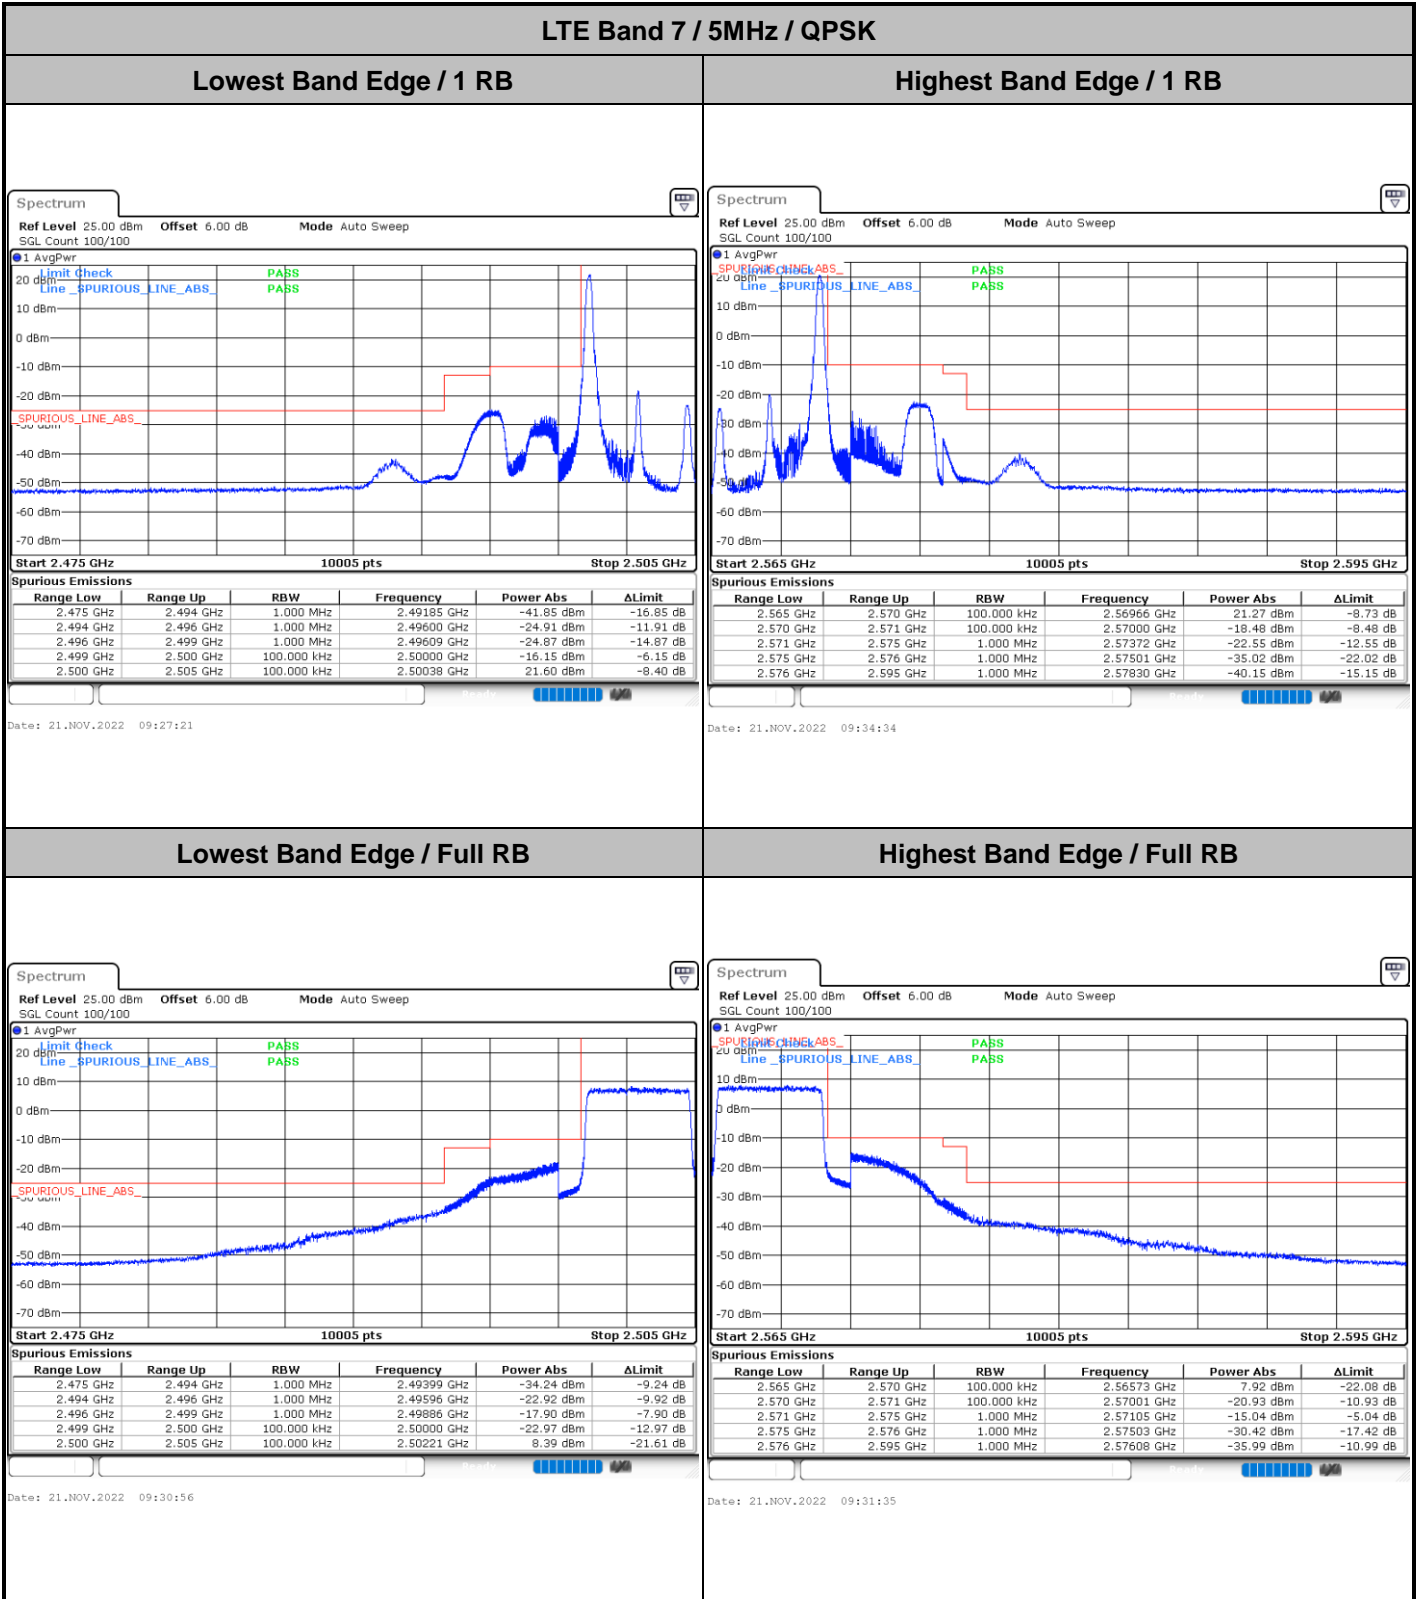 LTE Band 7 / 5MHz / QPSK
Lowest Band Edge / 1 RB
Highest Band Edge / 1 RB
Spectrum
Ref Level 25.00 dBm Offset 6.00 dB Mode Auto Sweep
SGL Count 100/100
1 AvgPwr
Limit Check PASS
20 dBm
Line _SPURIOUS_LINE_ABS_ PASS
10 dBm
0 dBm
-10 dBm
-20 dBm
_SPURIOUS_LINE_ABS_
-30 dBm
-40 dBm
-50 dBm
-60 dBm
-70 dBm
Start 2.475 GHz 10005 pts Stop 2.505 GHz
Spurious Emissions
Range Low Range Up RBW Frequency Power Abs ΔLimit
2.475 GHz 2.494 GHz 1.000 MHz 2.49185 GHz -41.85 dBm -16.85 dB
2.494 GHz 2.496 GHz 1.000 MHz 2.49600 GHz -24.91 dBm -11.91 dB
2.496 GHz 2.499 GHz 1.000 MHz 2.49609 GHz -24.87 dBm -14.87 dB
2.499 GHz 2.500 GHz 100.000 kHz 2.50000 GHz -16.15 dBm -6.15 dB
2.500 GHz 2.505 GHz 100.000 kHz 2.50038 GHz 21.60 dBm -8.40 dB
Ready
Date: 21.NOV.2022 09:27:21
Spectrum
Ref Level 25.00 dBm Offset 6.00 dB Mode Auto Sweep
SGL Count 100/100
1 AvgPwr
_SPURIOUS_LINE_ABS_
Limit Check PASS
20 dBm
Line _SPURIOUS_LINE_ABS_ PASS
10 dBm
0 dBm
-10 dBm
-20 dBm
-30 dBm
-40 dBm
-50 dBm
-60 dBm
-70 dBm
Start 2.565 GHz 10005 pts Stop 2.595 GHz
Spurious Emissions
Range Low Range Up RBW Frequency Power Abs ΔLimit
2.565 GHz 2.570 GHz 100.000 kHz 2.56966 GHz 21.27 dBm -8.73 dB
2.570 GHz 2.571 GHz 100.000 kHz 2.57000 GHz -18.48 dBm -8.48 dB
2.571 GHz 2.575 GHz 1.000 MHz 2.57372 GHz -22.55 dBm -12.55 dB
2.575 GHz 2.576 GHz 1.000 MHz 2.57501 GHz -35.02 dBm -22.02 dB
2.576 GHz 2.595 GHz 1.000 MHz 2.57830 GHz -40.15 dBm -15.15 dB
Date: 21.NOV.2022 09:34:34
Lowest Band Edge / Full RB
Highest Band Edge / Full RB
Spectrum
Ref Level 25.00 dBm Offset 6.00 dB Mode Auto Sweep
SGL Count 100/100
1 AvgPwr
Limit Check PASS
20 dBm
Line _SPURIOUS_LINE_ABS_ PASS
10 dBm
0 dBm
-10 dBm
-20 dBm
_SPURIOUS_LINE_ABS_
-30 dBm
-40 dBm
-50 dBm
-60 dBm
-70 dBm
Start 2.475 GHz 10005 pts Stop 2.505 GHz
Spurious Emissions
Range Low Range Up RBW Frequency Power Abs ΔLimit
2.475 GHz 2.494 GHz 1.000 MHz 2.49399 GHz -34.24 dBm -9.24 dB
2.494 GHz 2.496 GHz 1.000 MHz 2.49596 GHz -22.92 dBm -9.92 dB
2.496 GHz 2.499 GHz 1.000 MHz 2.49886 GHz -17.90 dBm -7.90 dB
2.499 GHz 2.500 GHz 100.000 kHz 2.50000 GHz -22.97 dBm -12.97 dB
2.500 GHz 2.505 GHz 100.000 kHz 2.50221 GHz 8.39 dBm -21.61 dB
Ready
Date: 21.NOV.2022 09:30:56
Spectrum
Ref Level 25.00 dBm Offset 6.00 dB Mode Auto Sweep
SGL Count 100/100
1 AvgPwr
_SPURIOUS_LINE_ABS_
Limit Check PASS
20 dBm
Line _SPURIOUS_LINE_ABS_ PASS
10 dBm
0 dBm
-10 dBm
-20 dBm
-30 dBm
-40 dBm
-50 dBm
-60 dBm
-70 dBm
Start 2.565 GHz 10005 pts Stop 2.595 GHz
Spurious Emissions
Range Low Range Up RBW Frequency Power Abs ΔLimit
2.565 GHz 2.570 GHz 100.000 kHz 2.56573 GHz 7.92 dBm -22.08 dB
2.570 GHz 2.571 GHz 100.000 kHz 2.57001 GHz -20.93 dBm -10.93 dB
2.571 GHz 2.575 GHz 1.000 MHz 2.57105 GHz -15.04 dBm -5.04 dB
2.575 GHz 2.576 GHz 1.000 MHz 2.57503 GHz -30.42 dBm -17.42 dB
2.576 GHz 2.595 GHz 1.000 MHz 2.57608 GHz -35.99 dBm -10.99 dB
Ready
Date: 21.NOV.2022 09:31:35